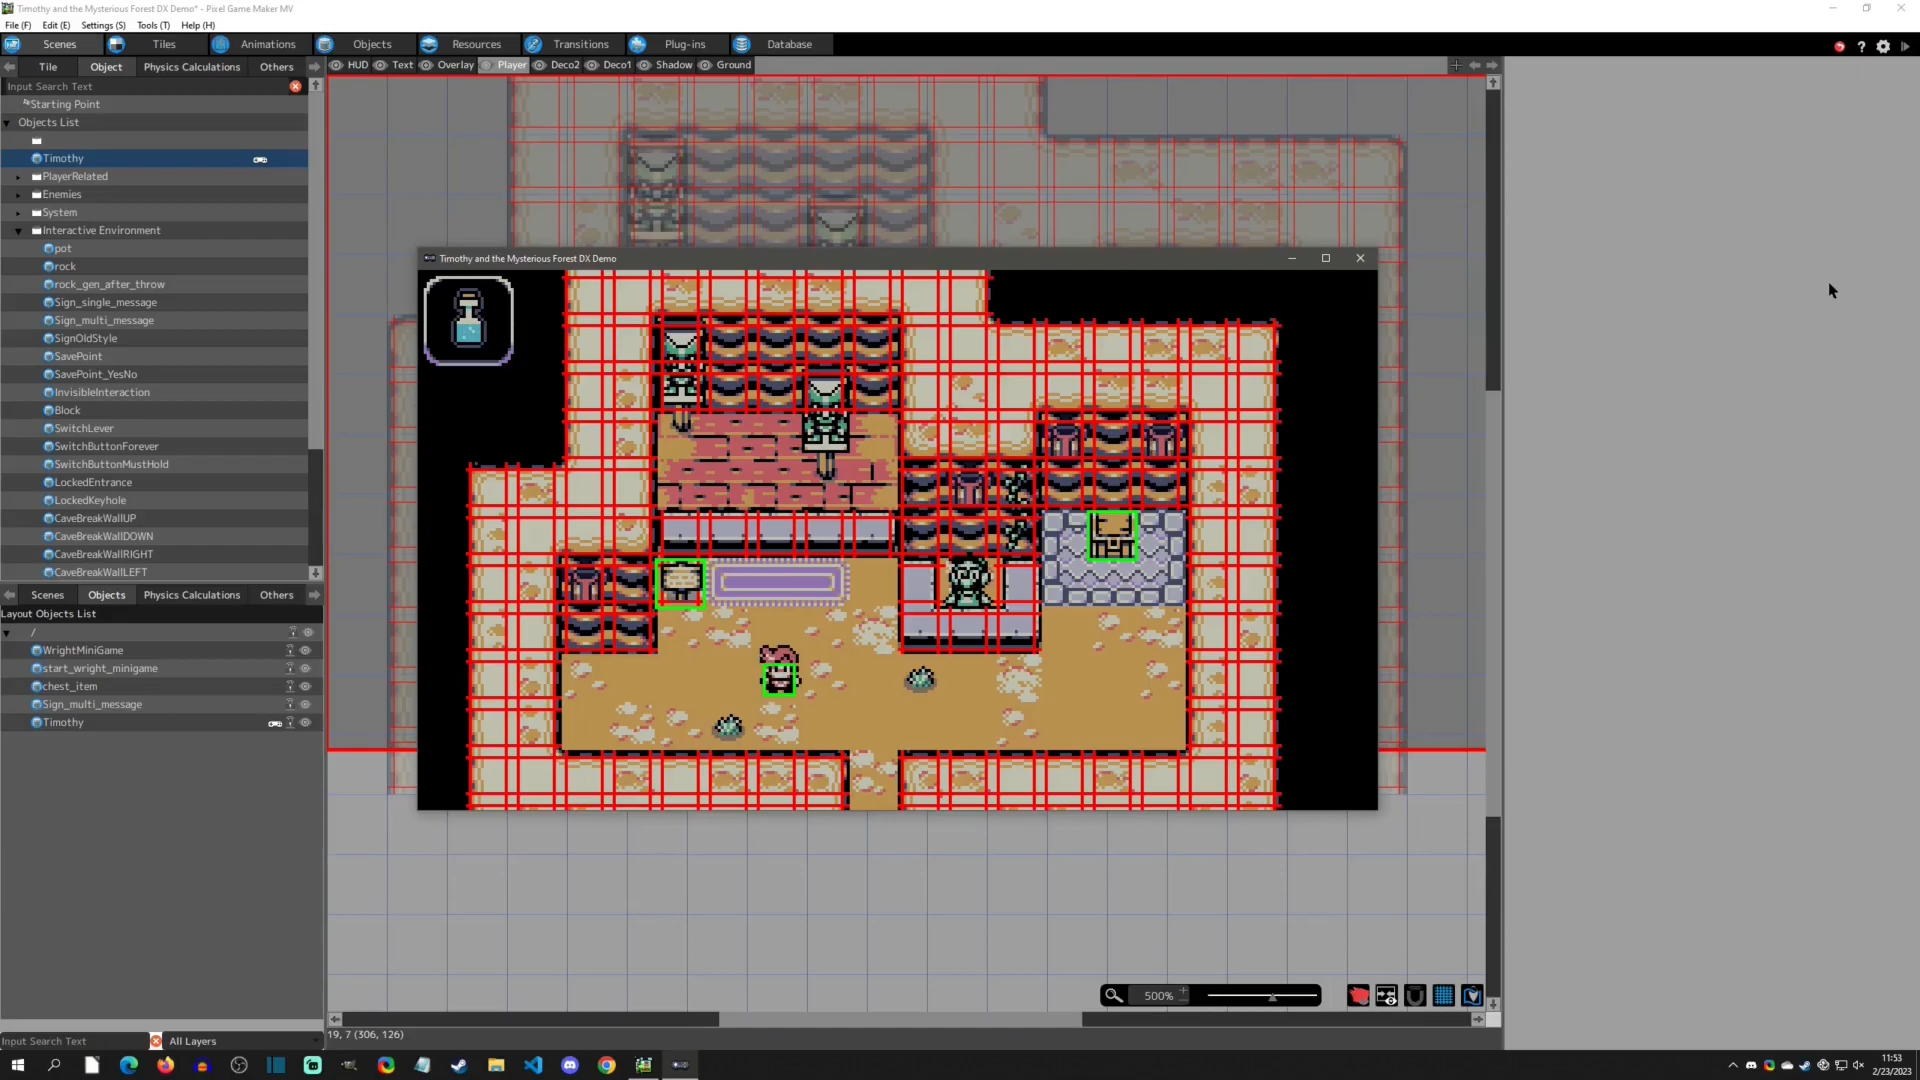 Timothy and the Mysterious Forest DX Demo* - Pixel Game Maker MV
File (F) Edit (E) Settings (S) Tools (T) Help (H)
Scenes Tiles Animations Objects Resources Transitions Plug-ins Database
Tile Object Physics Calculations Others
HUD Text Overlay Player Deco2 Deco1 Shadow Ground
Input Search Text
Starting Point
Objects List
Timothy
PlayerRelated
Enemies
System
Interactive Environment
pot
rock
rock_gen_after_throw
Sign_single_message
Sign_multi_message
SignOldStyle
SavePoint
SavePoint_YesNo
InvisibleInteraction
Block
SwitchLever
SwitchButtonForever
SwitchButtonMustHold
LockedEntrance
LockedKeyhole
CaveBreakWallUP
CaveBreakWallDOWN
CaveBreakWallRIGHT
CaveBreakWallLEFT
Timothy and the Mysterious Forest DX Demo
Scenes Objects Physics Calculations Others
Layout Objects List
/
WrightMiniGame
start_wright_minigame
chest_item
Sign_multi_message
Timothy
500%
19, 7 (306, 126)
Input Search Text All Layers
11:53
2/23/2023